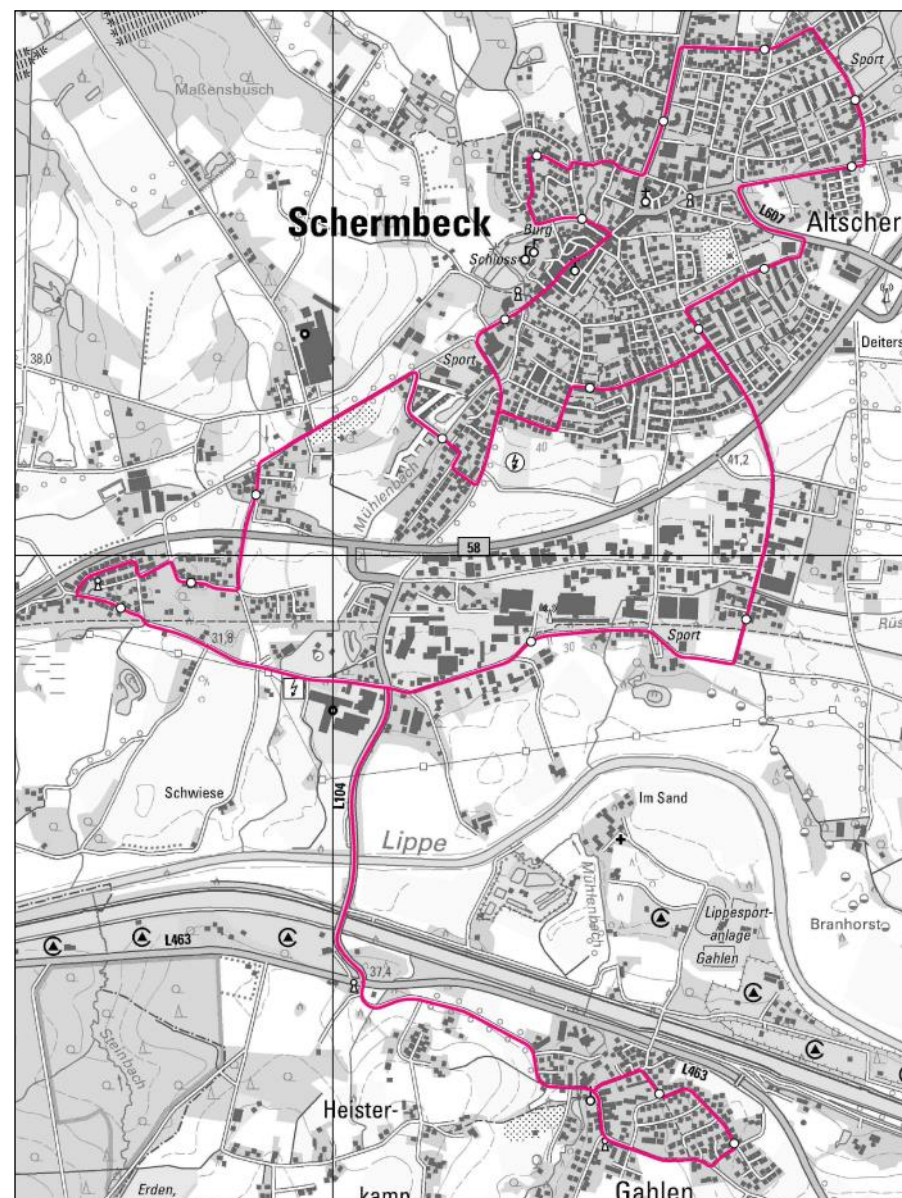 Maßensbusch
Sport
40
Schermbeck
Burg
Schloss
L607
Altscher
38,0
Sport
Deiters
40
41,2
Mühlenbach
58
31,8
30
Sport
Rüs
Schwiese
L104
Im Sand
Lippe
Mühlenbach
Lippesport-
anlage
Gahlen
Branhorst
L463
37,4
Steinbach
L463
Heister-
kamp
Gahlen
Erden,